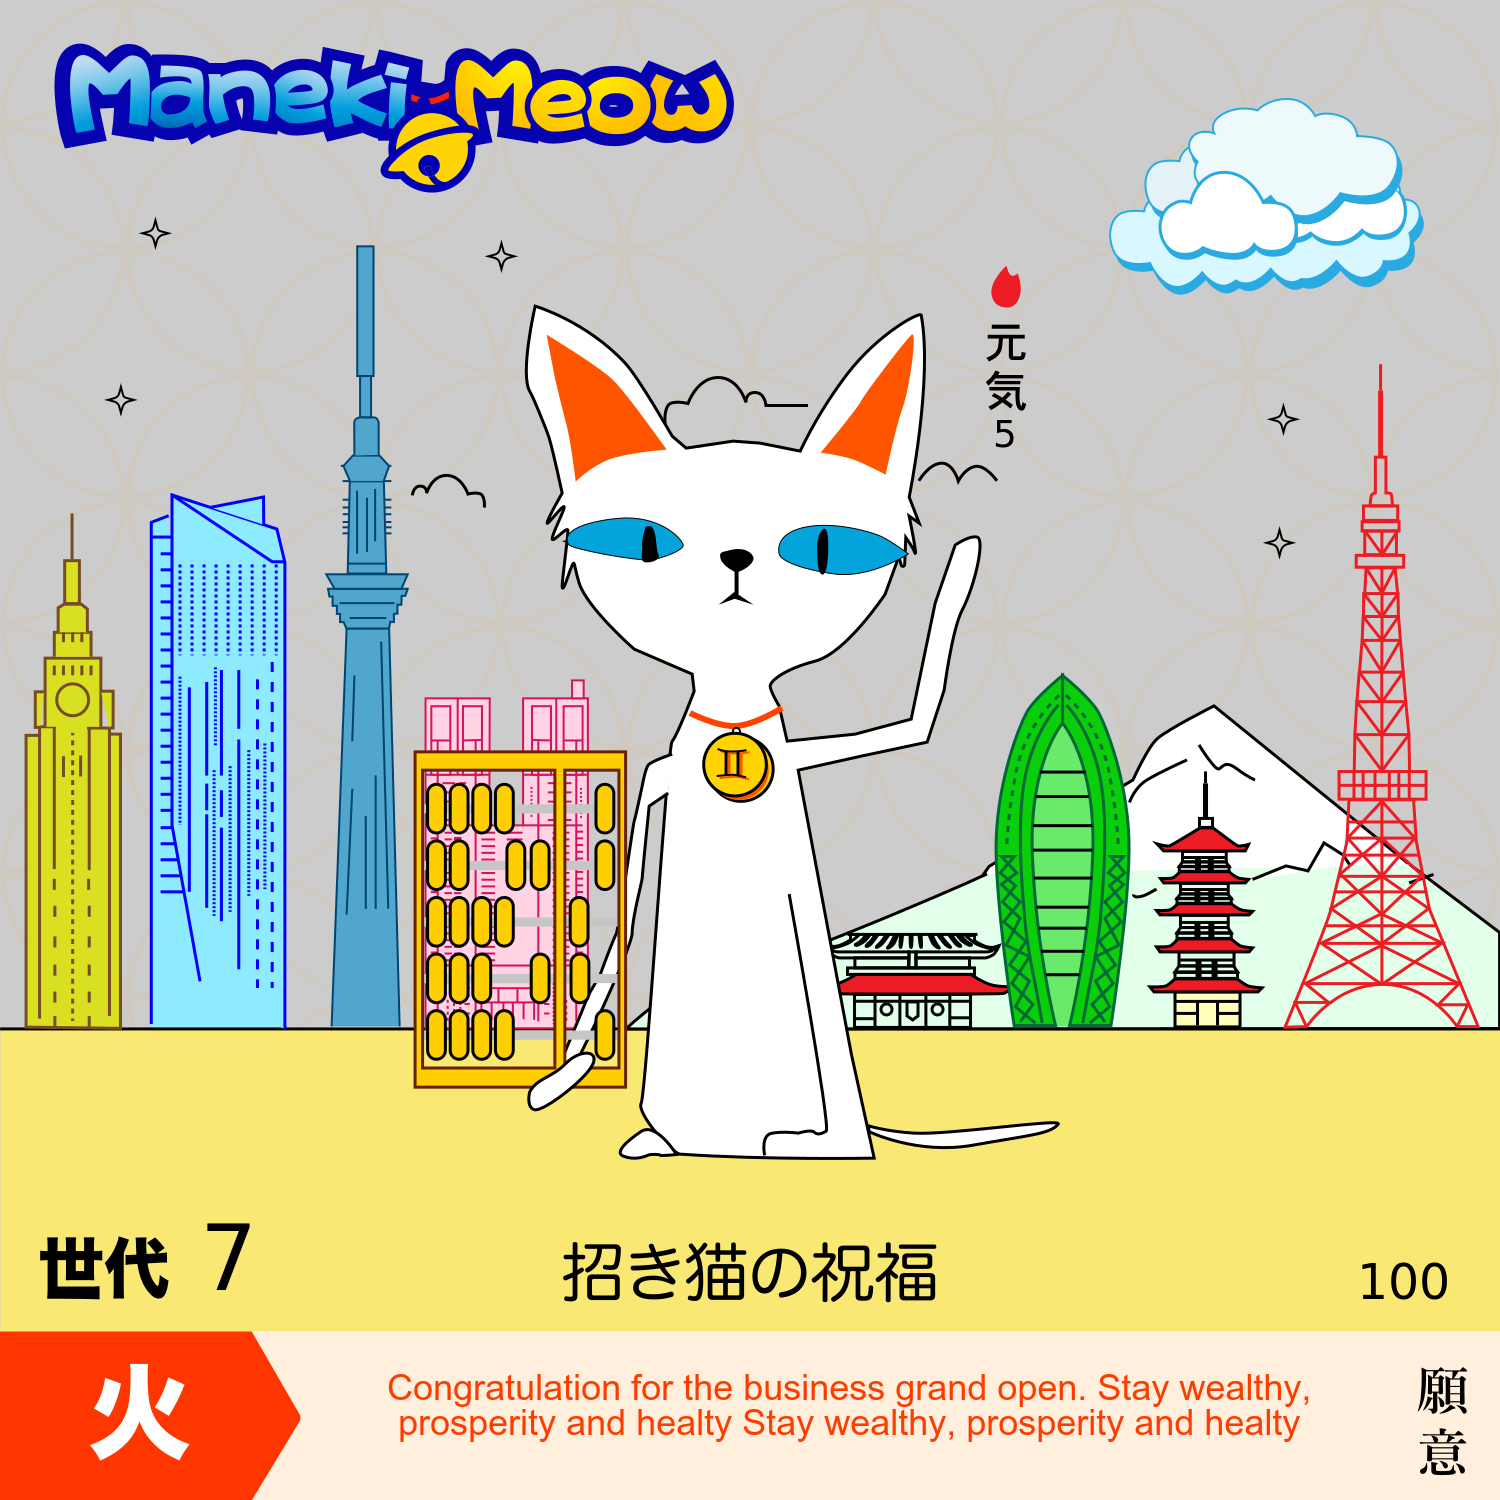 Maneki-Meow
元気5
♊
世代 7
招き猫の祝福
100
火
Congratulation for the business grand open. Stay wealthy,
prosperity and healty Stay wealthy, prosperity and healty
願意